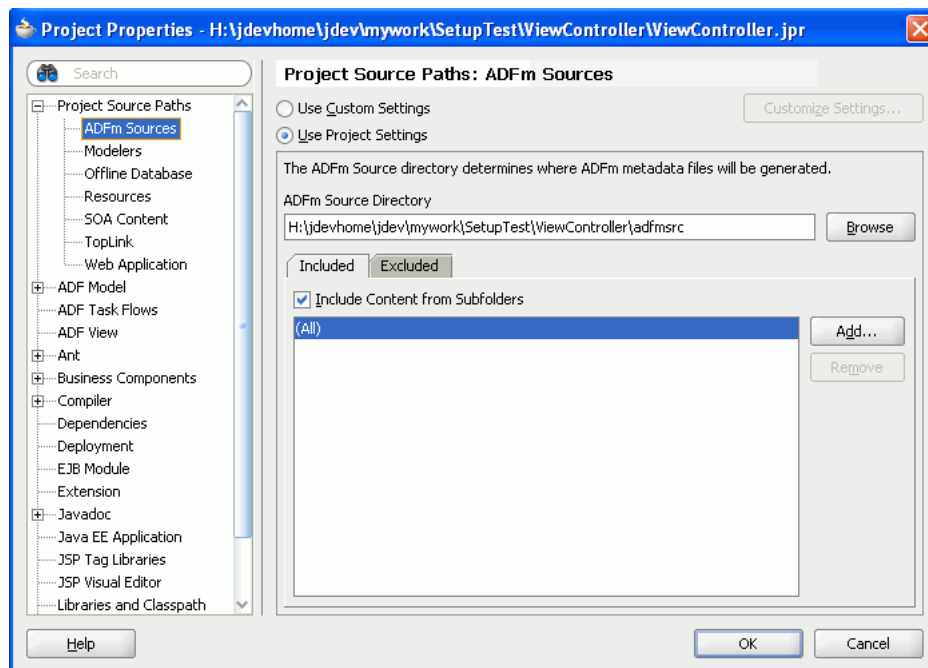 Project Properties - H:\jdevhome\jdev\mywork\SetupTest\ViewController\ViewController.jpr
Search
Project Source Paths
ADFm Sources
Modelers
Offline Database
Resources
SOA Content
TopLink
Web Application
ADF Model
ADF Task Flows
ADF View
Ant
Business Components
Compiler
Dependencies
Deployment
EJB Module
Extension
Javadoc
Java EE Application
JSP Tag Libraries
JSP Visual Editor
Libraries and Classpath
Project Source Paths: ADFm Sources
Use Custom Settings
Customize Settings...
Use Project Settings
The ADFm Source directory determines where ADFm metadata files will be generated.
ADFm Source Directory
H:\jdevhome\jdev\mywork\SetupTest\ViewController\adfmsrc
Browse
Included
Excluded
Include Content from Subfolders
(All)
Add...
Remove
Help
OK
Cancel